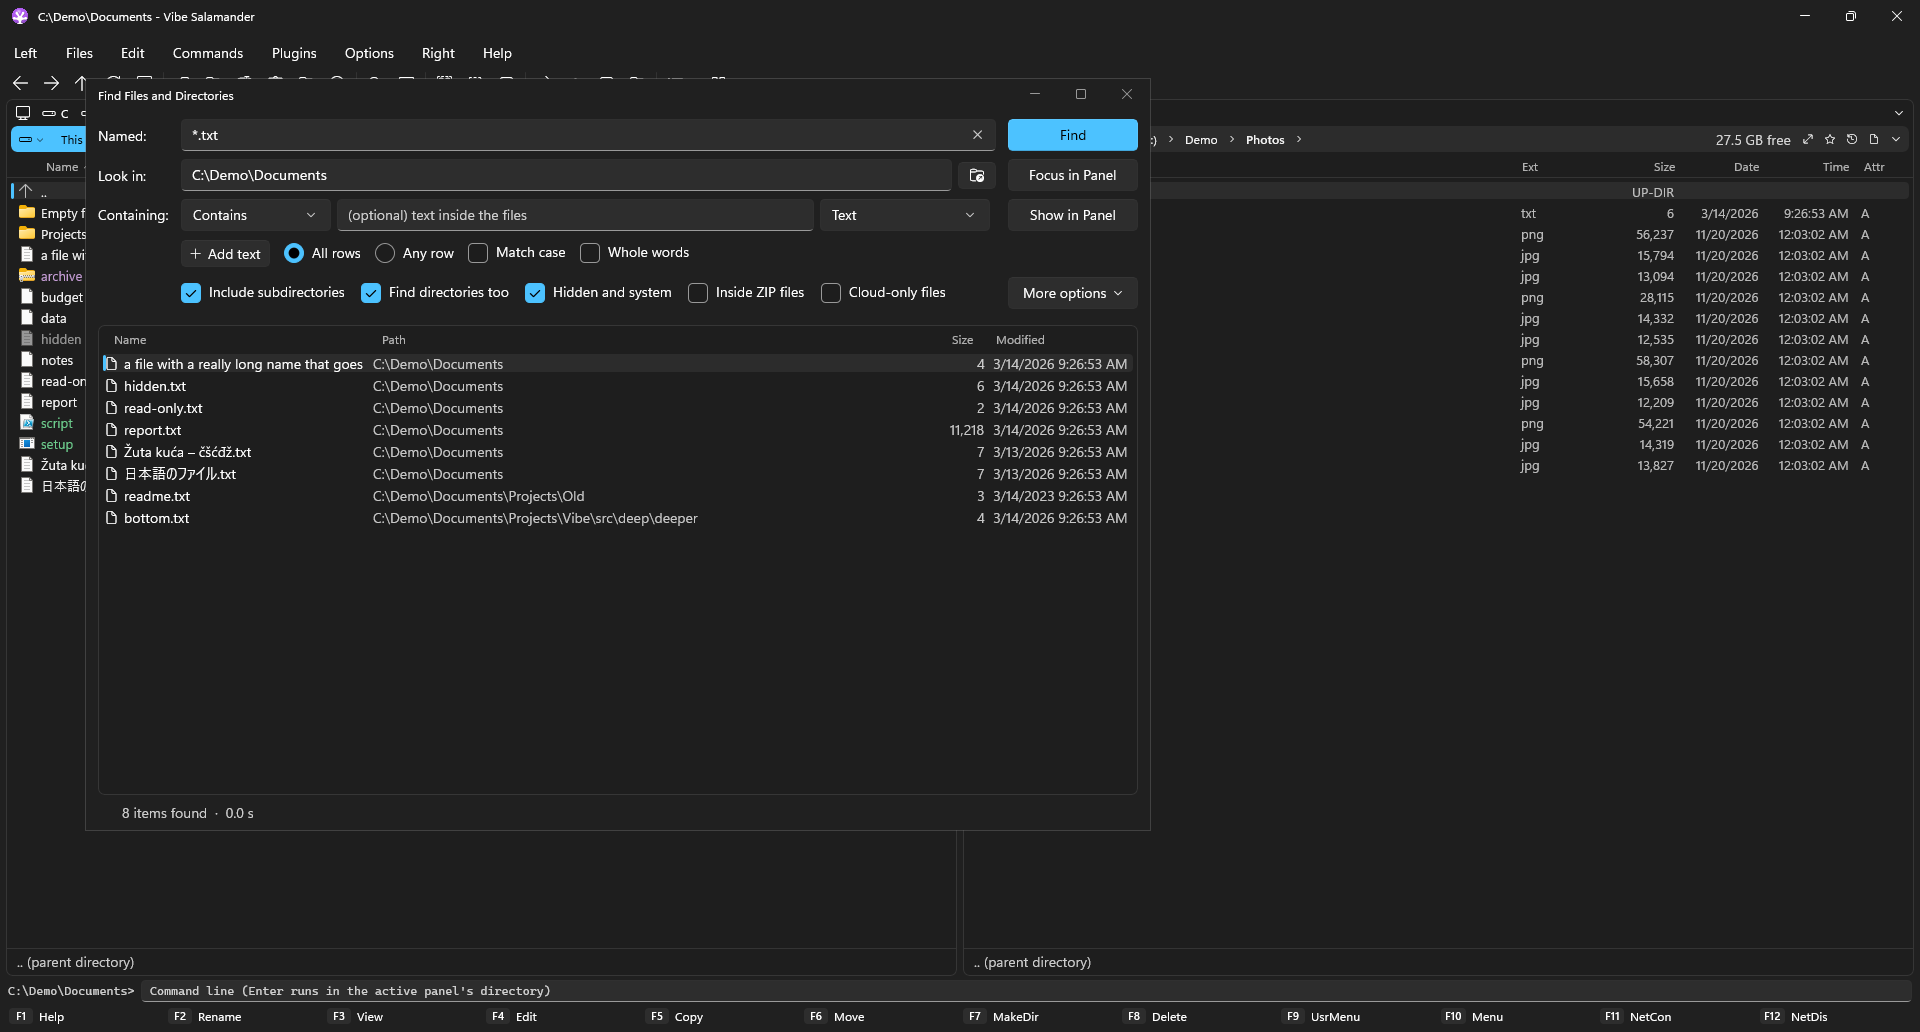 C:\Demo\Documents - Vibe Salamander
Left Files Edit Commands Plugins Options Right Help
Find Files and Directories
Named: *.txt Find
Look in: C:\Demo\Documents Focus in Panel
Containing: Contains (optional) text inside the files Text Show in Panel
+ Add text All rows Any row Match case Whole words
Include subdirectories Find directories too Hidden and system Inside ZIP files Cloud-only files More options
Name Path Size Modified
a file with a really long name that goes C:\Demo\Documents 4 3/14/2026 9:26:53 AM
hidden.txt C:\Demo\Documents 6 3/14/2026 9:26:53 AM
read-only.txt C:\Demo\Documents 2 3/14/2026 9:26:53 AM
report.txt C:\Demo\Documents 11,218 3/14/2026 9:26:53 AM
Žuta kuća – čšćđž.txt C:\Demo\Documents 7 3/13/2026 9:26:53 AM
日本語のファイル.txt C:\Demo\Documents 7 3/13/2026 9:26:53 AM
readme.txt C:\Demo\Documents\Projects\Old 3 3/14/2023 9:26:53 AM
bottom.txt C:\Demo\Documents\Projects\Vibe\src\deep\deeper 4 3/14/2026 9:26:53 AM
8 items found · 0.0 s
C
This
Name
..
Empty f
Projects
a file wi
archive
budget
data
hidden
notes
read-on
report
script
setup
Žuta ku
日本語の
.. (parent directory)
:) > Demo > Photos > 27.5 GB free
Ext Size Date Time Attr
UP-DIR
txt 6 3/14/2026 9:26:53 AM A
png 56,237 11/20/2026 12:03:02 AM A
jpg 15,794 11/20/2026 12:03:02 AM A
jpg 13,094 11/20/2026 12:03:02 AM A
png 28,115 11/20/2026 12:03:02 AM A
jpg 14,332 11/20/2026 12:03:02 AM A
jpg 12,535 11/20/2026 12:03:02 AM A
png 58,307 11/20/2026 12:03:02 AM A
jpg 15,658 11/20/2026 12:03:02 AM A
jpg 12,209 11/20/2026 12:03:02 AM A
png 54,221 11/20/2026 12:03:02 AM A
jpg 14,319 11/20/2026 12:03:02 AM A
jpg 13,827 11/20/2026 12:03:02 AM A
.. (parent directory)
C:\Demo\Documents> Command line (Enter runs in the active panel's directory)
F1 Help F2 Rename F3 View F4 Edit F5 Copy F6 Move F7 MakeDir F8 Delete F9 UsrMenu F10 Menu F11 NetCon F12 NetDis